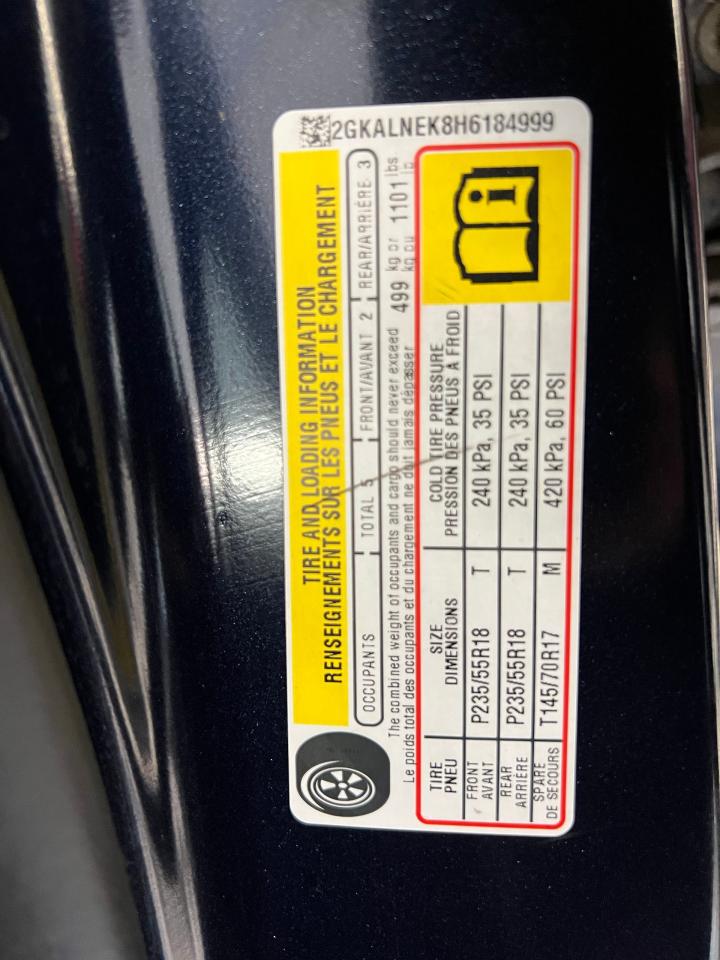 2GKALNEK8H6184999
TIRE AND LOADING INFORMATION
RENSEIGNEMENTS SUR LES PNEUS ET LE CHARGEMENT
OCCUPANTS TOTAL 5 FRONT/AVANT 2 REAR/ARRIÈRE 3
The combined weight of occupants and cargo should never exceed 499 kg or 1101 lbs.
Le poids total des occupants et du chargement ne doit jamais dépasser kg ou lb
TIRE SIZE COLD TIRE PRESSURE
PNEU DIMENSIONS PRESSION DES PNEUS À FROID
FRONT
AVANT P235/55R18 T 240 kPa, 35 PSI
REAR
ARRIÈRE P235/55R18 T 240 kPa, 35 PSI
SPARE
DE SECOURS T145/70R17 M 420 kPa, 60 PSI